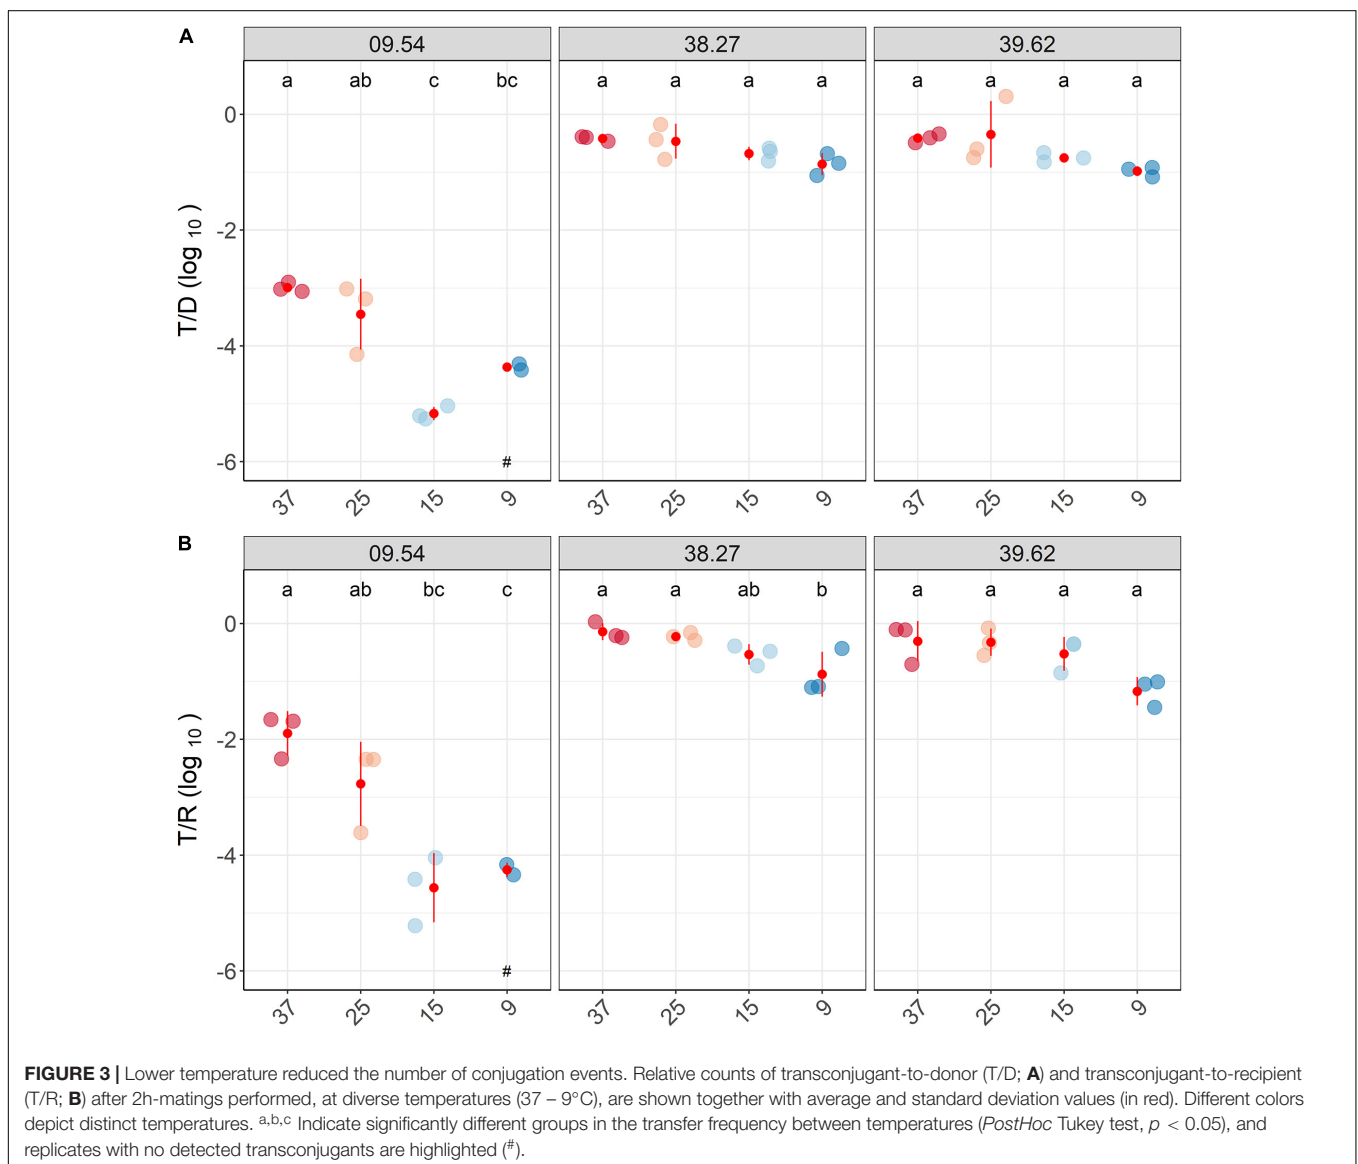 A
09.54 38.27 39.62
a ab c bc a a a a a a a a
0
-2
-4
-6
T/D (log 10 )
#
37 25 15 9 37 25 15 9 37 25 15 9
B
09.54 38.27 39.62
a ab bc c a a ab b a a a a
0
-2
-4
-6
T/R (log 10 )
#
37 25 15 9 37 25 15 9 37 25 15 9
FIGURE 3 | Lower temperature reduced the number of conjugation events. Relative counts of transconjugant-to-donor (T/D; A) and transconjugant-to-recipient
(T/R; B) after 2h-matings performed, at diverse temperatures (37 – 9°C), are shown together with average and standard deviation values (in red). Different colors
depict distinct temperatures. a,b,c Indicate significantly different groups in the transfer frequency between temperatures (PostHoc Tukey test, p < 0.05), and
replicates with no detected transconjugants are highlighted (#).